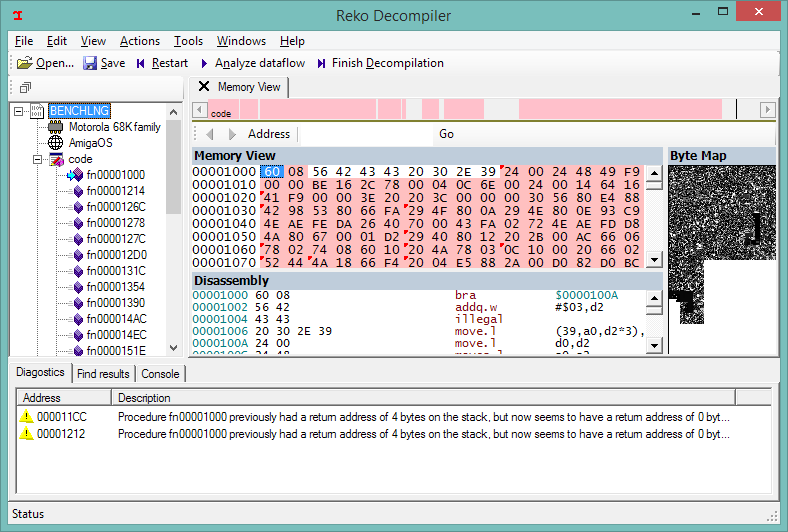 Reko Decompiler
File Edit View Actions Tools Windows Help
Open... Save Restart Analyze dataflow Finish Decompilation
BENCHLNG
Motorola 68K family
AmigaOS
code
fn00001000
fn00001214
fn0000126C
fn00001278
fn0000127C
fn000012D0
fn0000131C
fn00001354
fn00001390
fn000014AC
fn000014EC
fn0000151E
Memory View
code
Address Go
Memory View
00001000 60 08 56 42 43 43 20 30 2E 39 24 00 24 48 49 F9
00001010 00 00 BE 16 2C 78 00 04 0C 6E 00 24 00 14 64 16
00001020 41 F9 00 00 3E 20 20 3C 00 00 00 30 56 80 E4 88
00001030 42 98 53 80 66 FA 29 4F 80 0A 29 4E 80 0E 93 C9
00001040 4E AE FE DA 26 40 70 00 43 FA 02 72 4E AE FD D8
00001050 4A 80 67 00 01 D2 29 40 80 12 20 2B 00 AC 66 06
00001060 78 02 74 08 60 10 20 4A 78 03 0C 10 00 20 66 02
00001070 52 44 4A 18 66 F4 20 04 E5 88 2A 00 D0 82 D0 BC
Byte Map
Disassembly
00001000 60 08 bra $0000100A
00001002 56 42 addq.w #$03,d2
00001004 43 43 illegal
00001006 20 30 2E 39 move.l (39,a0,d2*3),
0000100A 24 00 move.l d0,d2
Diagostics Find results Console
Address Description
000011CC Procedure fn00001000 previously had a return address of 4 bytes on the stack, but now seems to have a return address of 0 byt...
00001212 Procedure fn00001000 previously had a return address of 4 bytes on the stack, but now seems to have a return address of 0 byt...
Status